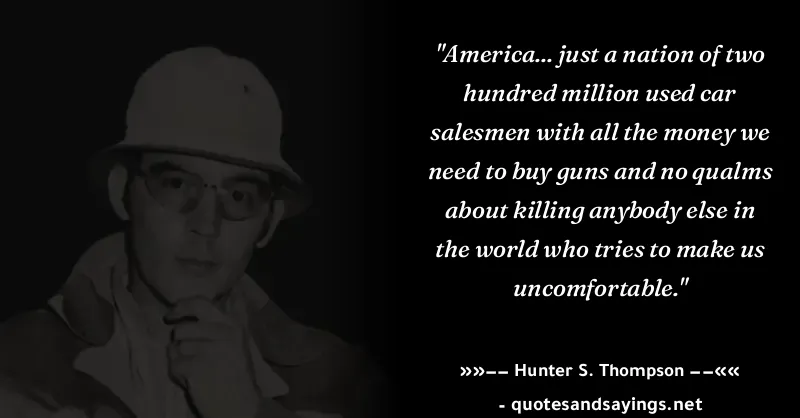 "America... just a nation of two
hundred million used car
salesmen with all the money we
need to buy guns and no qualms
about killing anybody else in
the world who tries to make us
uncomfortable."
»»—— Hunter S. Thompson ——««
- quotesandsayings.net